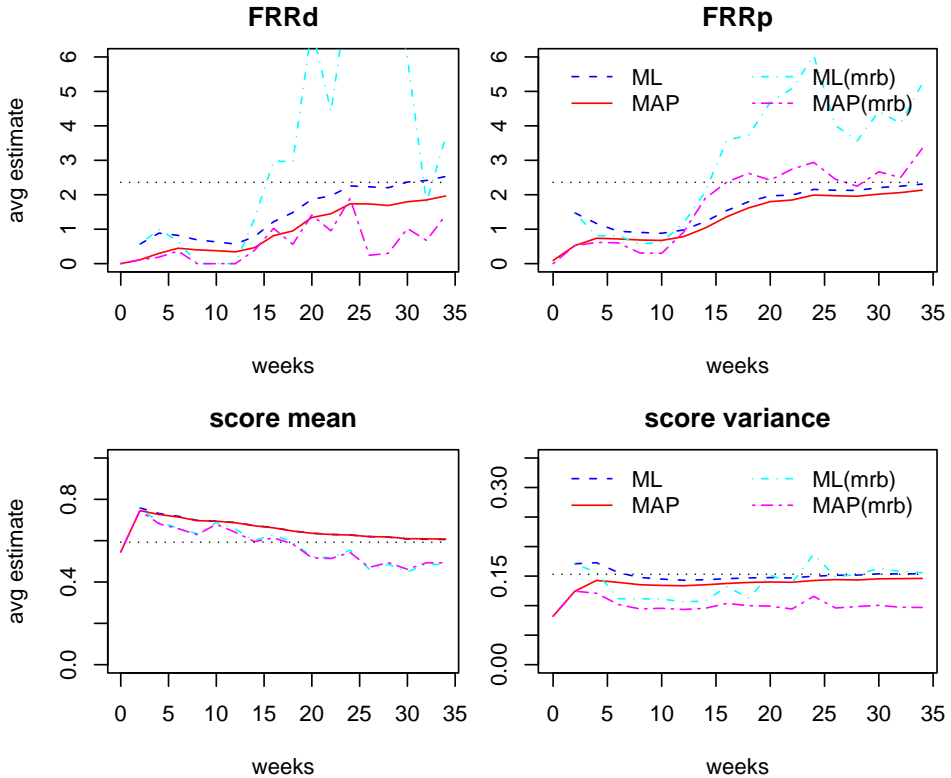 FRRd
avg estimate
0 1 2 3 4 5 6
0 5 10 15 20 25 30 35
weeks
FRRp
ML
MAP
ML(mrb)
MAP(mrb)
0 1 2 3 4 5 6
0 5 10 15 20 25 30 35
weeks
score mean
avg estimate
0.0 0.4 0.8
0 5 10 15 20 25 30 35
weeks
score variance
ML
MAP
ML(mrb)
MAP(mrb)
0.00 0.15 0.30
0 5 10 15 20 25 30 35
weeks